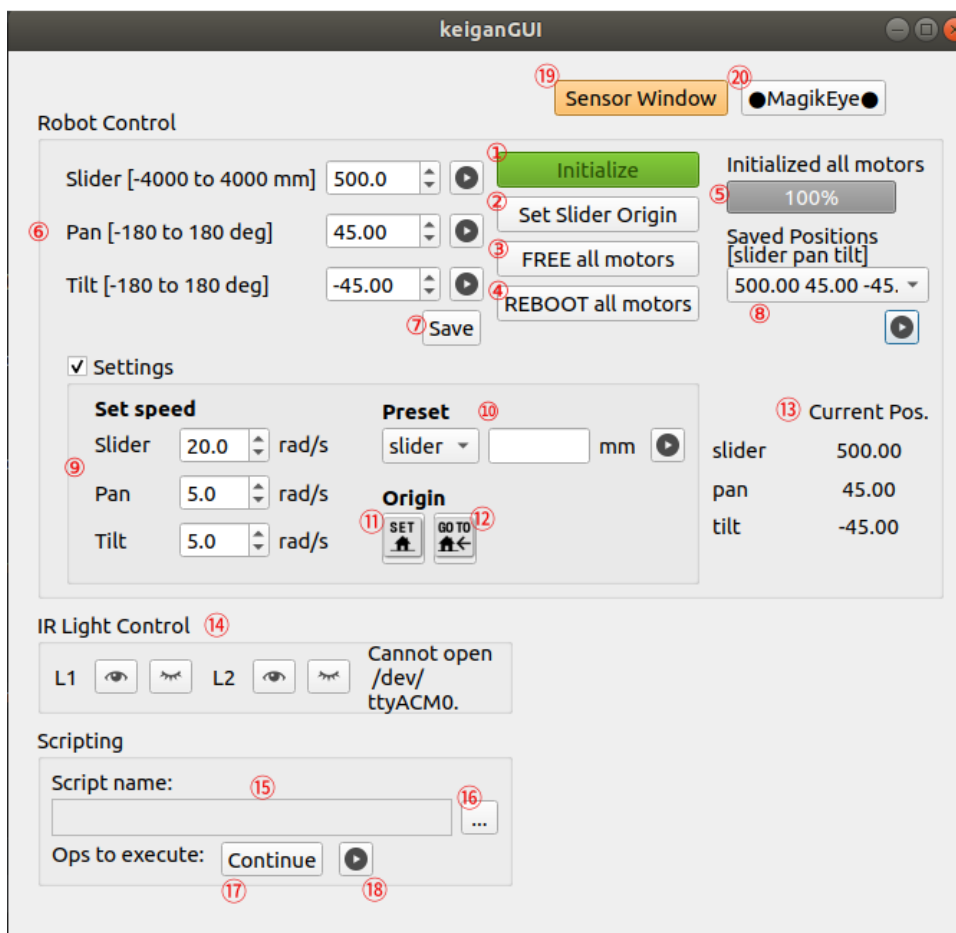 keiganGUI
⑲ Sensor Window ⑳ ●MagikEye●
Robot Control
Slider [-4000 to 4000 mm] 500.0
⑥ Pan [-180 to 180 deg] 45.00
Tilt [-180 to 180 deg] -45.00
⑦ Save
① Initialize
② Set Slider Origin
③ FREE all motors
④ REBOOT all motors
Initialized all motors
⑤ 100%
Saved Positions
[slider pan tilt]
500.00 45.00 -45.
⑧
Settings
Set speed
Slider 20.0 rad/s
⑨
Pan 5.0 rad/s
Tilt 5.0 rad/s
Preset ⑩
slider mm
Origin
⑪ SET GO TO ⑫
⑬ Current Pos.
slider 500.00
pan 45.00
tilt -45.00
IR Light Control ⑭
L1 L2
Cannot open
/dev/
ttyACM0.
Scripting
Script name:
⑮ ⑯
...
Ops to execute: Continue
⑰ ⑱